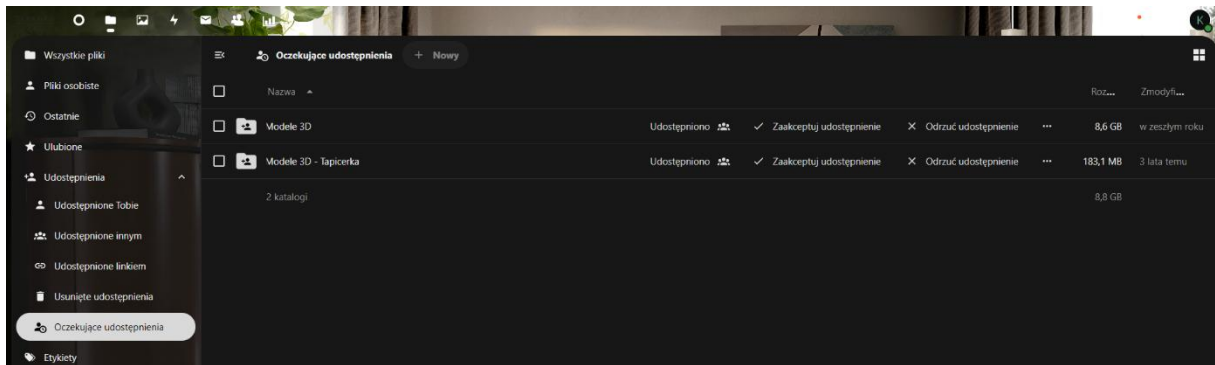 K
Wszystkie pliki
Oczekujące udostępnienia + Nowy
Pliki osobiste
Nazwa Roz... Zmodyfi...
Ostatnie
Modele 3D Udostępniono Zaakceptuj udostępnienie Odrzuć udostępnienie ... 8,6 GB w zeszłym roku
Ulubione
Modele 3D - Tapicerka Udostępniono Zaakceptuj udostępnienie Odrzuć udostępnienie ... 183,1 MB 3 lata temu
Udostępnienia
2 katalogi 8,8 GB
Udostępnione Tobie
Udostępnione innym
Udostępnione linkiem
Usunięte udostępnienia
Oczekujące udostępnienia
Etykiety